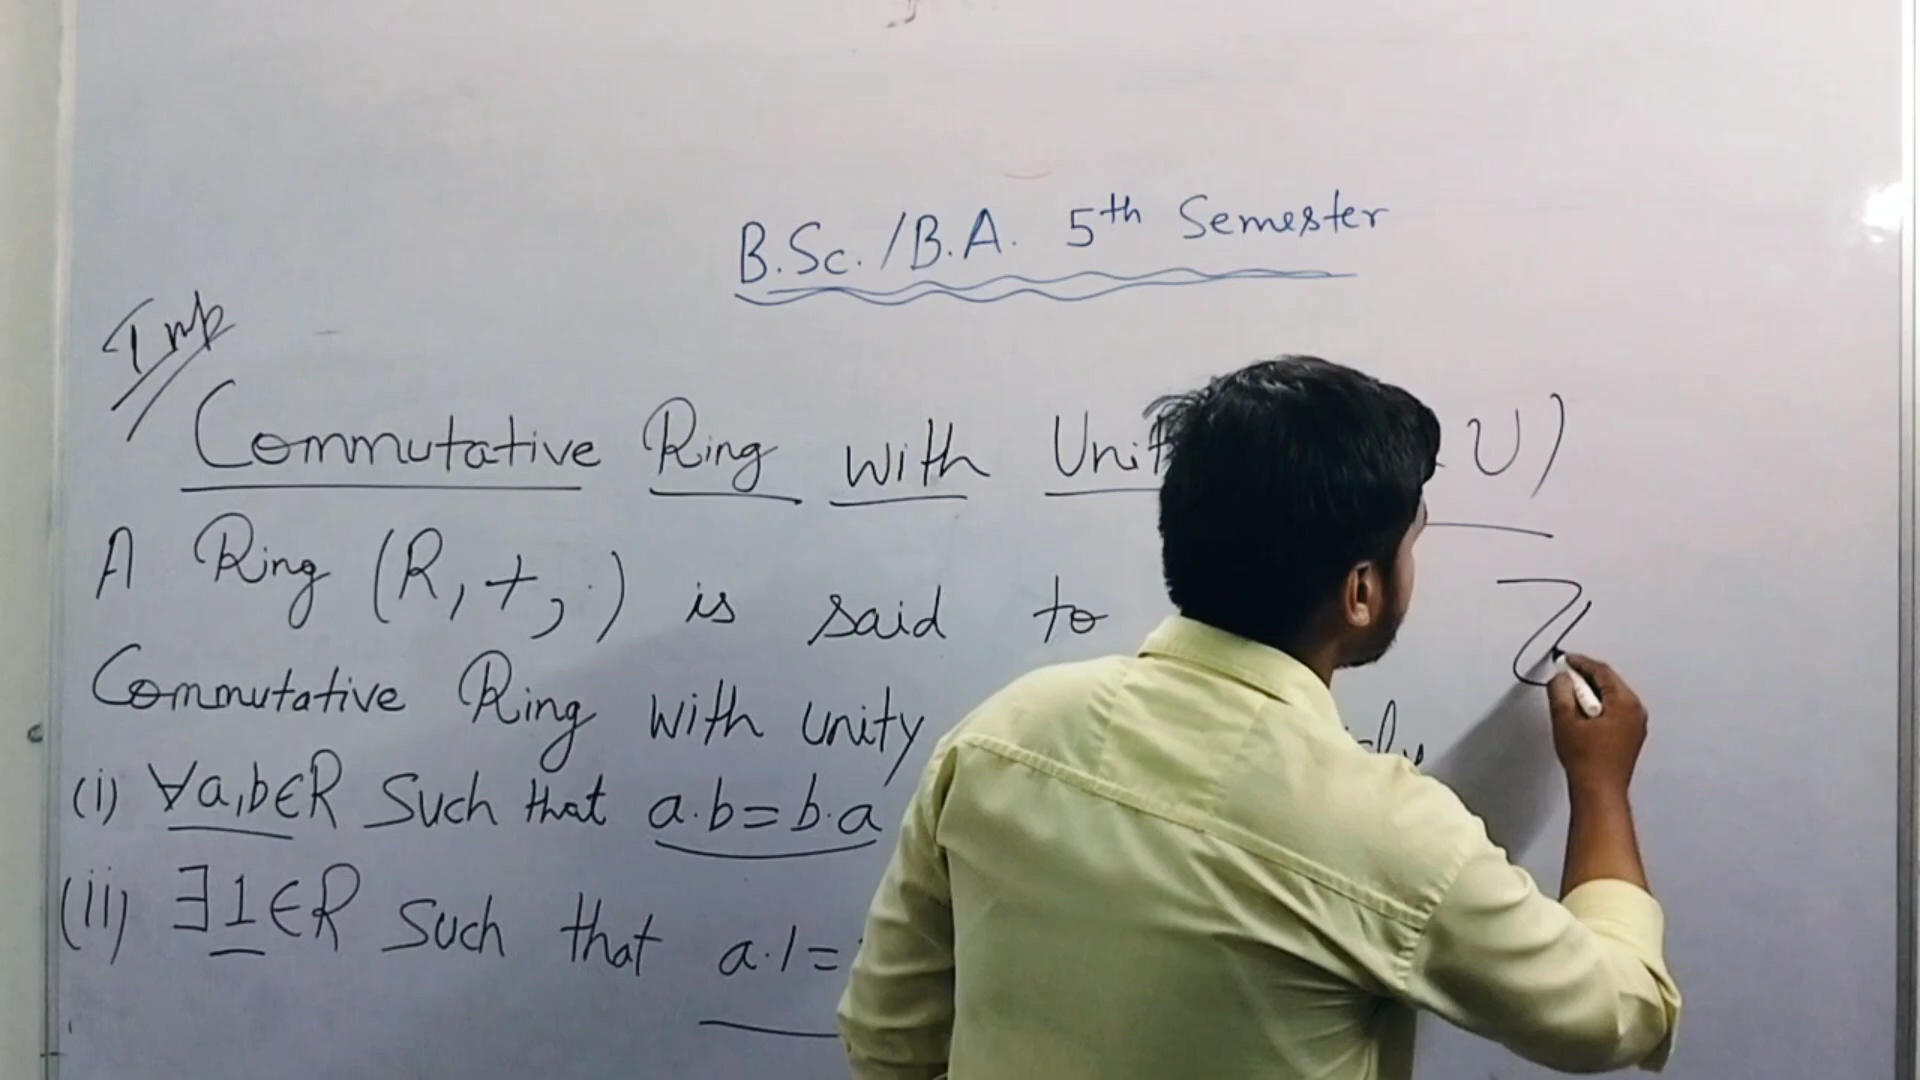 B.Sc./B.A. 5th Semester
Imp
Commutative Ring with Unit U)
A Ring (R, +, ·) is said to
Commutative Ring with unity
(i) ∀a,b∈R Such that a.b=b.a
(ii) ∃1∈R Such that a.1=